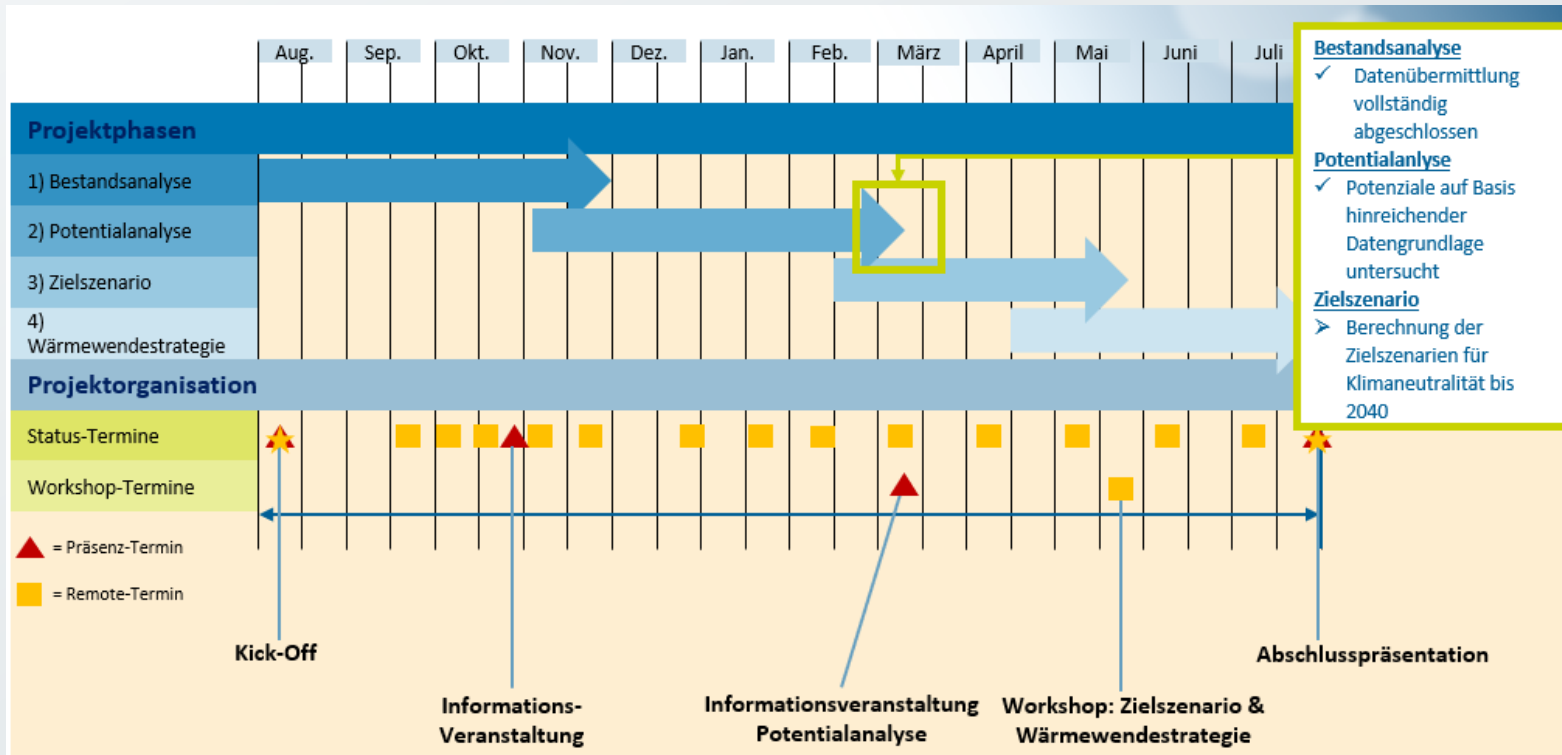 Aug. Sep. Okt. Nov. Dez. Jan. Feb. März April Mai Juni Juli
Projektphasen
1) Bestandsanalyse
2) Potentialanalyse
3) Zielszenario
4)
Wärmewendestrategie
Projektorganisation
Status-Termine
Workshop-Termine
= Präsenz-Termin
= Remote-Termin
Bestandsanalyse
✓ Datenübermittlung
vollständig
abgeschlossen
Potentialanlyse
✓ Potenziale auf Basis
hinreichender
Datengrundlage
untersucht
Zielszenario
➢ Berechnung der
Zielszenarien für
Klimaneutralität bis
2040
Kick-Off
Informations-
Veranstaltung
Informationsveranstaltung
Potentialanalyse
Workshop: Zielszenario &
Wärmewendestrategie
Abschlusspräsentation